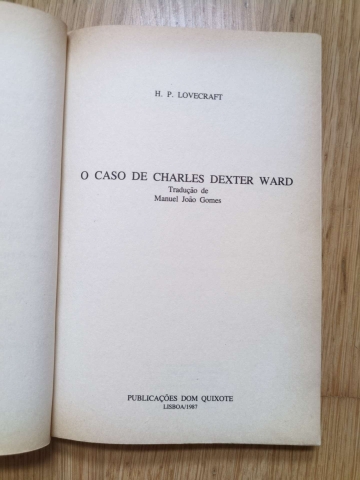 H. P. LOVECRAFT
O CASO DE CHARLES DEXTER WARD
Tradução de
Manuel João Gomes
PUBLICAÇÕES DOM QUIXOTE
LISBOA/1987